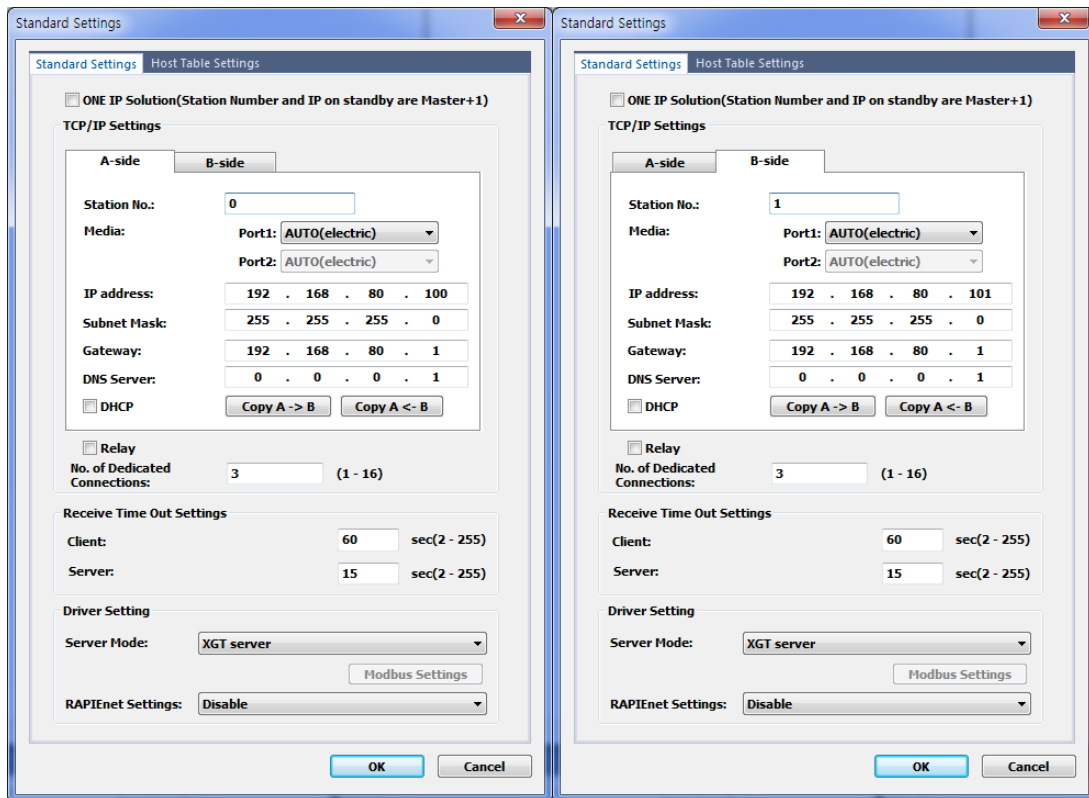 Standard Settings
Standard Settings Host Table Settings
ONE IP Solution(Station Number and IP on standby are Master+1)
TCP/IP Settings
A-side B-side
Station No.: 0
Media: Port1: AUTO(electric)
Port2: AUTO(electric)
IP address: 192 . 168 . 80 . 100
Subnet Mask: 255 . 255 . 255 . 0
Gateway: 192 . 168 . 80 . 1
DNS Server: 0 . 0 . 0 . 1
DHCP Copy A -> B Copy A <- B
Relay
No. of Dedicated
Connections: 3 (1 - 16)
Receive Time Out Settings
Client: 60 sec(2 - 255)
Server: 15 sec(2 - 255)
Driver Setting
Server Mode: XGT server
Modbus Settings
RAPIEnet Settings: Disable
OK Cancel
Standard Settings
Standard Settings Host Table Settings
ONE IP Solution(Station Number and IP on standby are Master+1)
TCP/IP Settings
A-side B-side
Station No.: 1
Media: Port1: AUTO(electric)
Port2: AUTO(electric)
IP address: 192 . 168 . 80 . 101
Subnet Mask: 255 . 255 . 255 . 0
Gateway: 192 . 168 . 80 . 1
DNS Server: 0 . 0 . 0 . 1
DHCP Copy A -> B Copy A <- B
Relay
No. of Dedicated
Connections: 3 (1 - 16)
Receive Time Out Settings
Client: 60 sec(2 - 255)
Server: 15 sec(2 - 255)
Driver Setting
Server Mode: XGT server
Modbus Settings
RAPIEnet Settings: Disable
OK Cancel